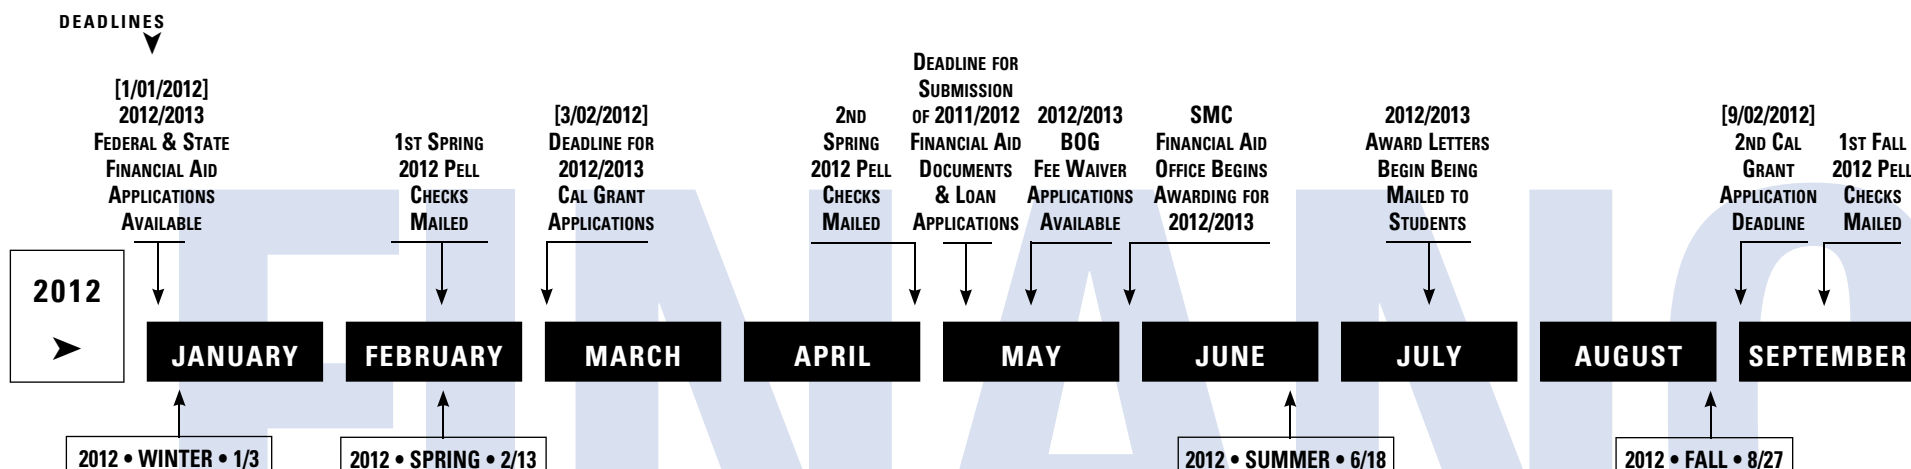 DEADLINES
[1/01/2012]
2012/2013
FEDERAL & STATE
FINANCIAL AID
APPLICATIONS
AVAILABLE
1ST SPRING
2012 PELL
CHECKS
MAILED
[3/02/2012]
DEADLINE FOR
2012/2013
CAL GRANT
APPLICATIONS
2ND
SPRING
2012 PELL
CHECKS
MAILED
DEADLINE FOR
SUBMISSION
OF 2011/2012
FINANCIAL AID
DOCUMENTS
& LOAN
APPLICATIONS
2012/2013
BOG
FEE WAIVER
APPLICATIONS
AVAILABLE
SMC
FINANCIAL AID
OFFICE BEGINS
AWARDING FOR
2012/2013
2012/2013
AWARD LETTERS
BEGIN BEING
MAILED TO
STUDENTS
[9/02/2012]
2ND CAL
GRANT
APPLICATION
DEADLINE
1ST FALL
2012 PELL
CHECKS
MAILED
2012
JANUARY
FEBRUARY
MARCH
APRIL
MAY
JUNE
JULY
AUGUST
SEPTEMBER
2012 • WINTER • 1/3
2012 • SPRING • 2/13
2012 • SUMMER • 6/18
2012 • FALL • 8/27
FINANC